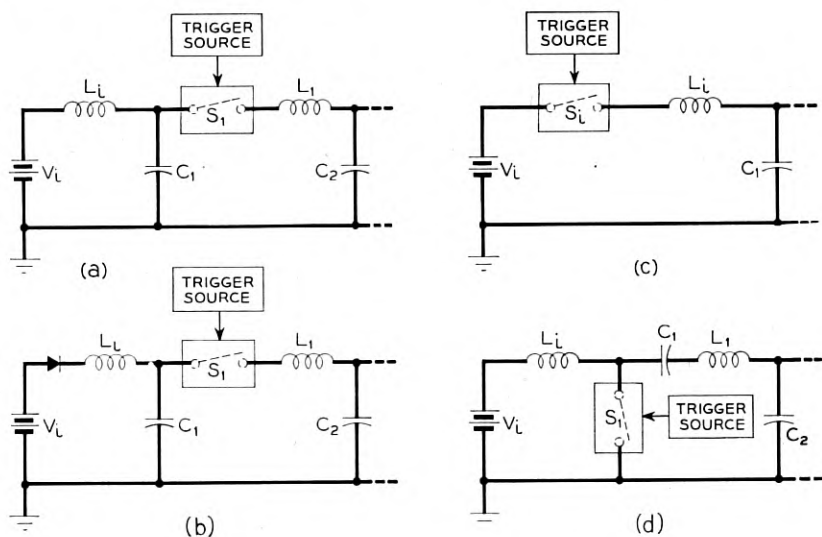 TRIGGER
SOURCE
Li
S1
L1
Vi
C1
C2
(a)
TRIGGER
SOURCE
Si
Li
Vi
C1
(c)
TRIGGER
SOURCE
Li
S1
L1
Vi
C1
C2
(b)
Li
C1
L1
S1
TRIGGER
SOURCE
Vi
C2
(d)